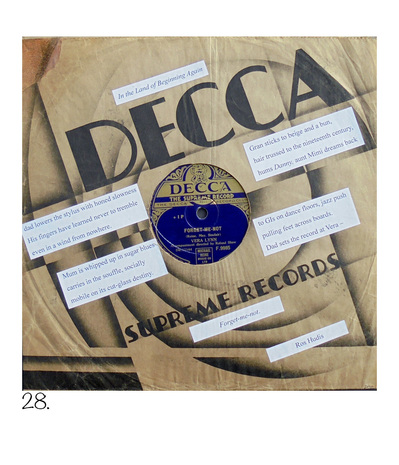 In the Land of Beginning Again
DECCA
Gran sticks to beige and a bun,
hair trussed to the nineteenth century,
hums Danny, aunt Mimi dreams back
dad lowers the stylus with honed slowness
His fingers have learned never to tremble
even in a wind from nowhere.
DECCA
THE SUPREME RECORD
FORGET-ME-NOT
VERA LYNN
to GIs on dance floors, jazz push
pulling feet across boards.
Dad sets the record at Vera –
Mum is whipped up in sugar blues
carries in the souffle, socially
mobile on its cut-glass destiny.
SUPREME RECORDS
Forget-me-not.
Ros Hudis
28.